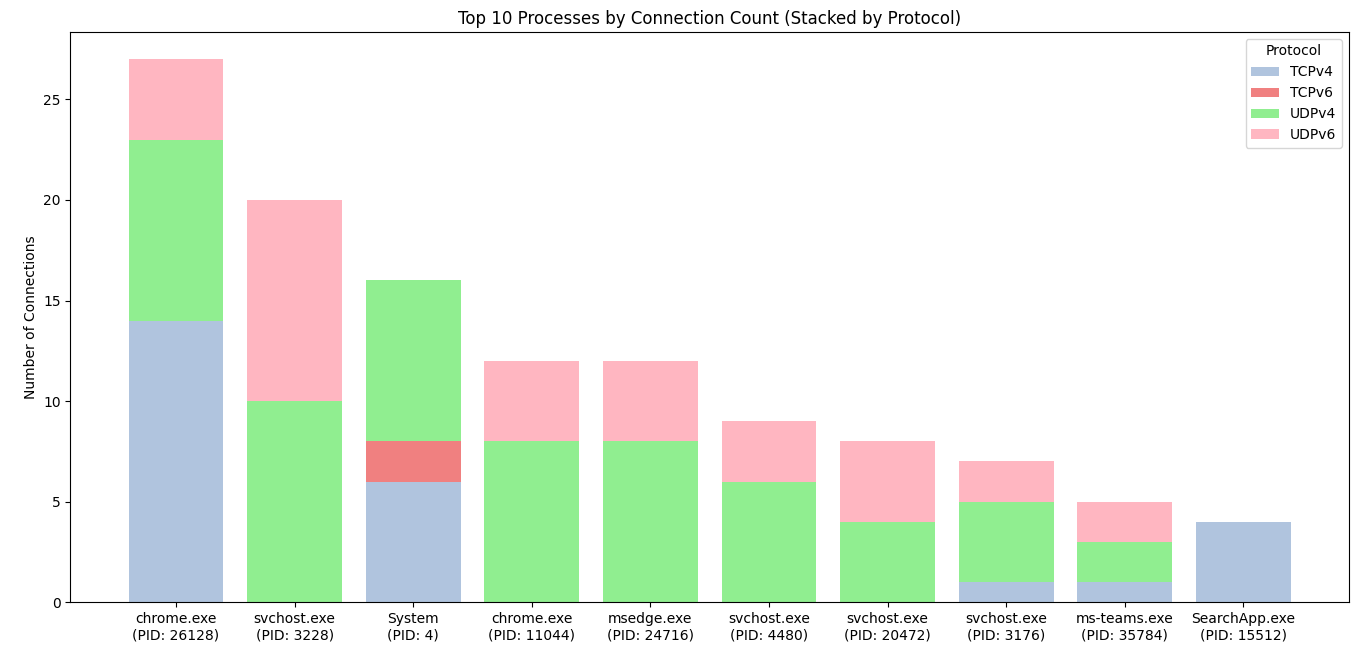 Top 10 Processes by Connection Count (Stacked by Protocol)
Protocol
TCPv4
TCPv6
UDPv4
UDPv6
Number of Connections
25
20
15
10
5
0
chrome.exe
(PID: 26128)
svchost.exe
(PID: 3228)
System
(PID: 4)
chrome.exe
(PID: 11044)
msedge.exe
(PID: 24716)
svchost.exe
(PID: 4480)
svchost.exe
(PID: 20472)
svchost.exe
(PID: 3176)
ms-teams.exe
(PID: 35784)
SearchApp.exe
(PID: 15512)